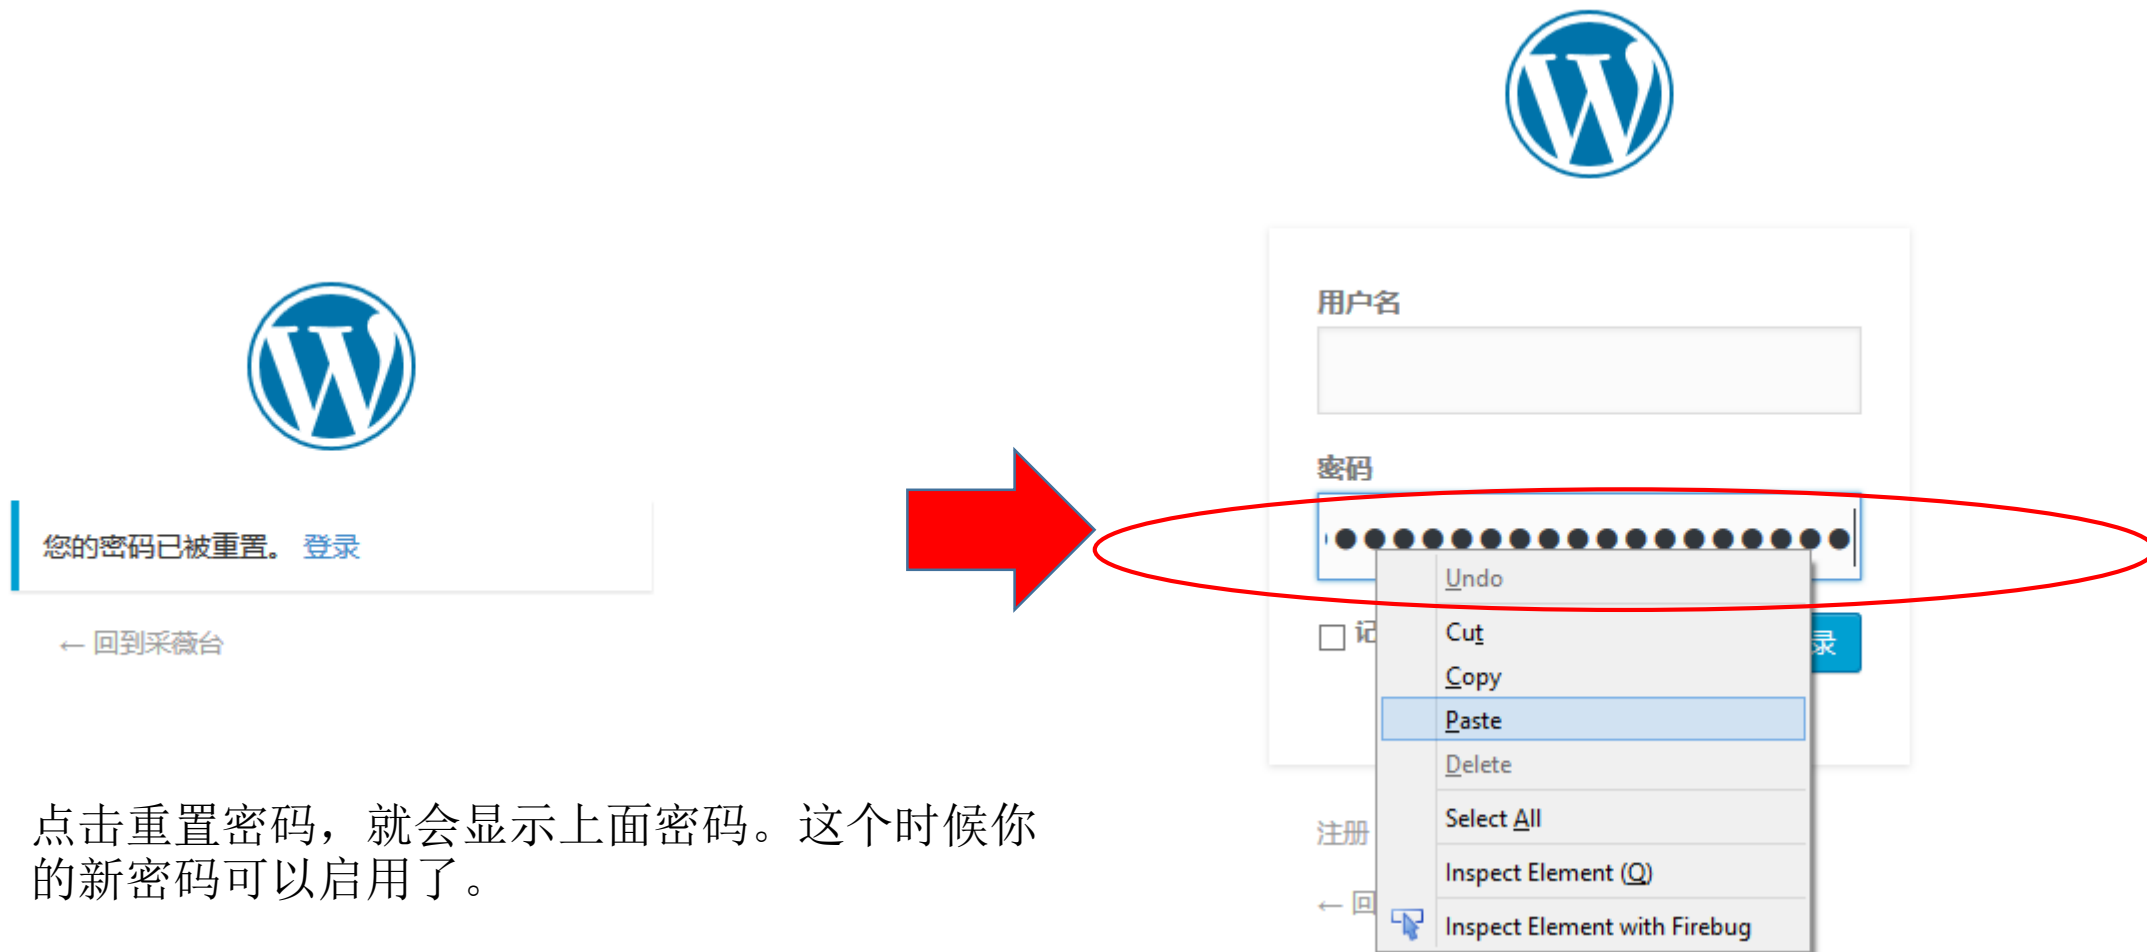 您的密码已被重置。 登录
← 回到采薇台
点击重置密码，就会显示上面密码。这个时候你
的新密码可以启用了。
用户名
密码
记
录
Undo
Cut
Copy
Paste
Delete
Select All
Inspect Element (Q)
Inspect Element with Firebug
注册
← 回